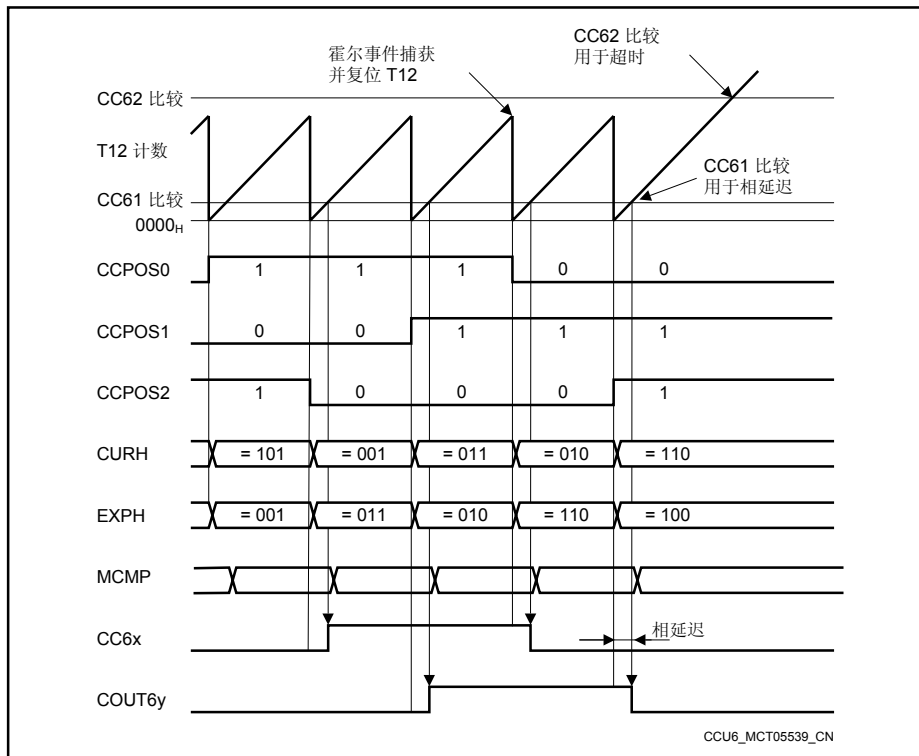 霍尔事件捕获
并复位 T12
CC62 比较
用于超时
CC62 比较
T12 计数
CC61 比较
用于相延迟
CC61 比较
0000H
CCPOS0 1 1 1 0 0
CCPOS1 0 0 1 1 1
CCPOS2 1 0 0 0 1
CURH = 101 = 001 = 011 = 010 = 110
EXPH = 001 = 011 = 010 = 110 = 100
MCMP
CC6x
相延迟
COUT6y
CCU6_MCT05539_CN